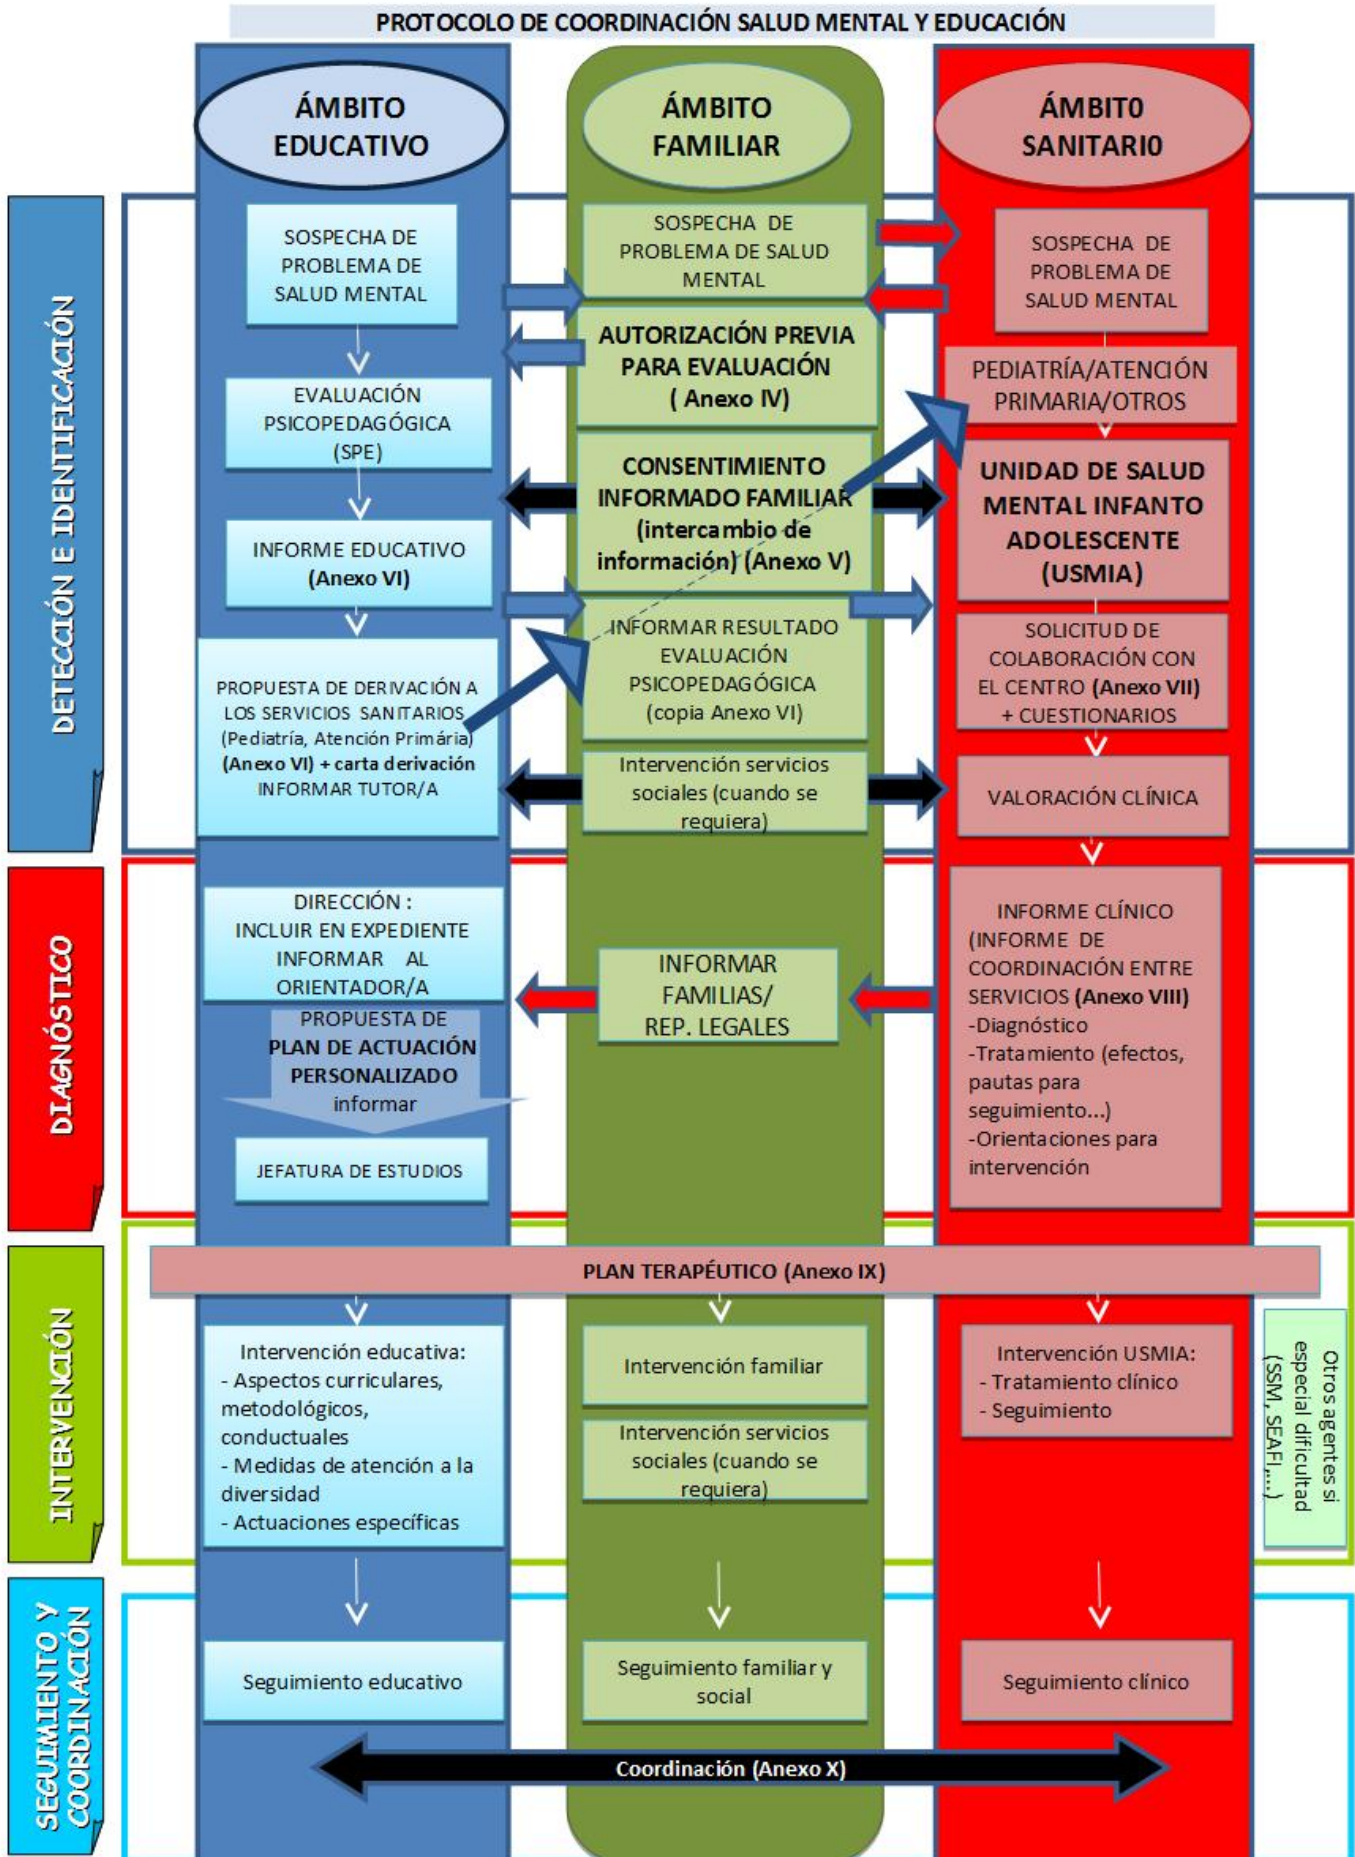 PROTOCOLO DE COORDINACIÓN SALUD MENTAL Y EDUCACIÓN
ÁMBITO
EDUCATIVO
ÁMBITO
FAMILIAR
ÁMBIT0
SANITARI0
DETECCIÓN E IDENTIFICACIÓN
SOSPECHA DE
PROBLEMA DE
SALUD MENTAL
EVALUACIÓN
PSICOPEDAGÓGICA
(SPE)
INFORME EDUCATIVO
(Anexo VI)
PROPUESTA DE DERIVACIÓN A
LOS SERVICIOS SANITARIOS
(Pediatría, Atención Primária)
(Anexo VI) + carta derivación
INFORMAR TUTOR/A
SOSPECHA DE
PROBLEMA DE SALUD
MENTAL
AUTORIZACIÓN PREVIA
PARA EVALUACIÓN
( Anexo IV)
CONSENTIMIENTO
INFORMADO FAMILIAR
(intercambio de
información) (Anexo V)
INFORMAR RESULTADO
EVALUACIÓN
PSICOPEDAGÓGICA
(copia Anexo VI)
Intervención servicios
sociales (cuando se
requiera)
SOSPECHA DE
PROBLEMA DE
SALUD MENTAL
PEDIATRÍA/ATENCIÓN
PRIMARIA/OTROS
UNIDAD DE SALUD
MENTAL INFANTO
ADOLESCENTE
(USMIA)
SOLICITUD DE
COLABORACIÓN CON
EL CENTRO (Anexo VII)
+ CUESTIONARIOS
VALORACIÓN CLÍNICA
DIAGNÓSTICO
DIRECCIÓN :
INCLUIR EN EXPEDIENTE
INFORMAR AL
ORIENTADOR/A
PROPUESTA DE
PLAN DE ACTUACIÓN
PERSONALIZADO
informar
JEFATURA DE ESTUDIOS
INFORMAR
FAMILIAS/
REP. LEGALES
INFORME CLÍNICO
(INFORME DE
COORDINACIÓN ENTRE
SERVICIOS (Anexo VIII)
-Diagnóstico
-Tratamiento (efectos,
pautas para
seguimiento...)
-Orientaciones para
intervención
INTERVENCIÓN
PLAN TERAPÉUTICO (Anexo IX)
Intervención educativa:
- Aspectos curriculares,
metodológicos,
conductuales
- Medidas de atención a la
diversidad
- Actuaciones específicas
Intervención familiar
Intervención servicios
sociales (cuando se
requiera)
Intervención USMIA:
- Tratamiento clínico
- Seguimiento
Otros agentes si
especial dificultad
(SSM, SEAFI,...)
SEGUIMIENTO Y
COORDINACIÓN
Seguimiento educativo
Seguimiento familiar y
social
Seguimiento clínico
Coordinación (Anexo X)